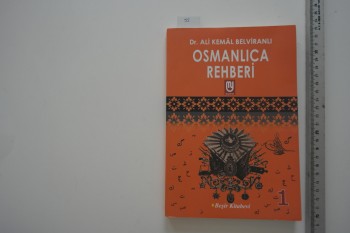 Dr. ALİ KEMÂL BELVİRANLI
OSMANLICA
REHBERİ
1